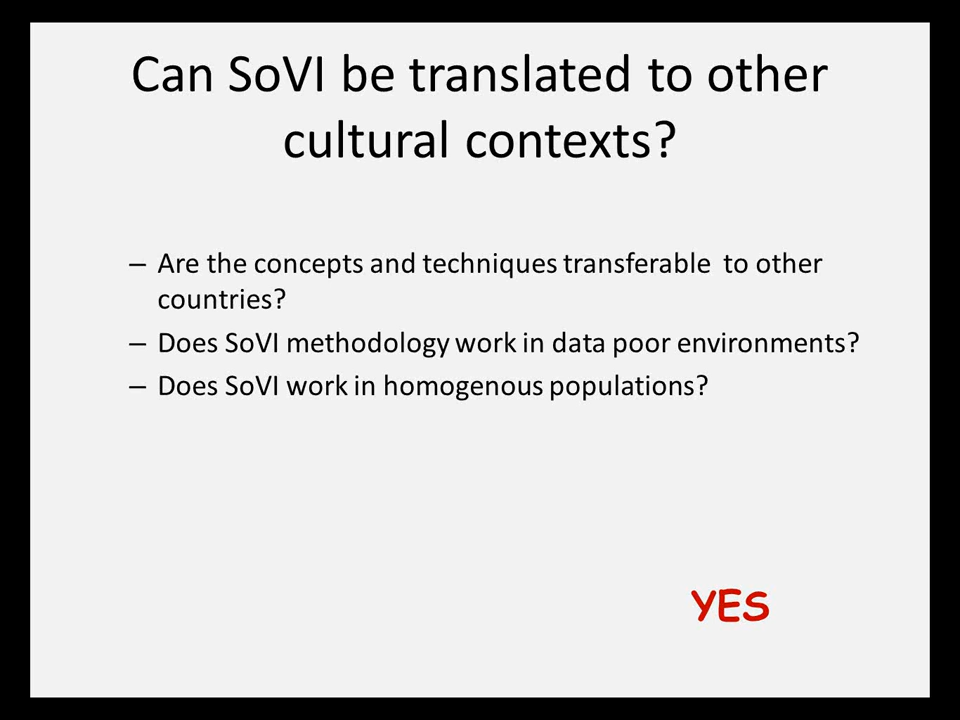 Can SoVI be translated to other
cultural contexts?
– Are the concepts and techniques transferable  to other
countries?
– Does SoVI methodology work in data poor environments?
– Does SoVI work in homogenous populations?
YES